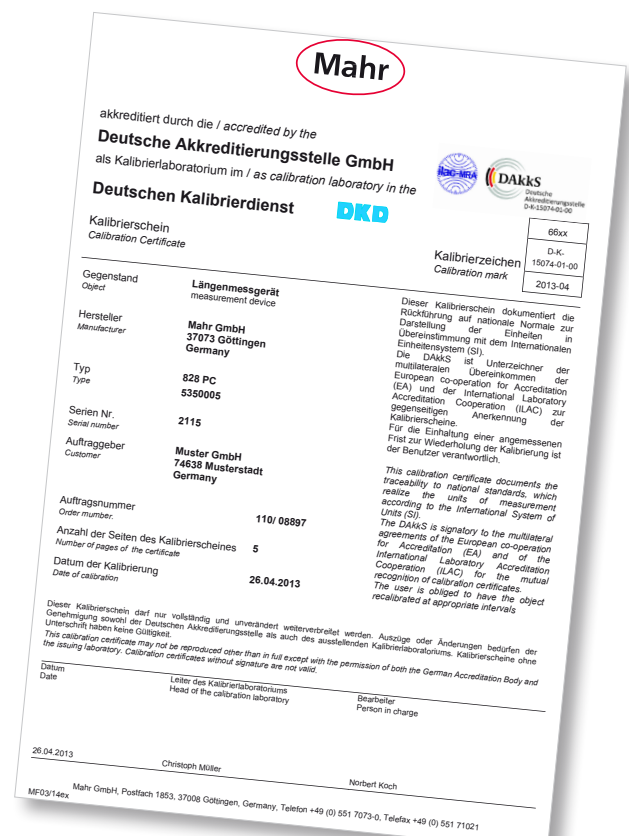 Mahr
akkreditiert durch die / accredited by the
Deutsche Akkreditierungsstelle GmbH
als Kalibrierlaboratorium im / as calibration laboratory in the
Deutschen Kalibrierdienst
DKD
ilac-MRA
DAkkS
Deutsche
Akkreditierungsstelle
D-K-15074-01-00
Kalibrierschein
Calibration Certificate
Kalibrierzeichen
Calibration mark
66xx
D-K-
15074-01-00
2013-04
Gegenstand
Object
Längenmessgerät
measurement device
Hersteller
Manufacturer
Mahr GmbH
37073 Göttingen
Germany
Typ
Type
828 PC
5350005
Serien Nr.
Serial number
2115
Auftraggeber
Customer
Muster GmbH
74638 Musterstadt
Germany
Auftragsnummer
Order number.
110/ 08897
Anzahl der Seiten des Kalibrierscheines
Number of pages of the certificate
5
Datum der Kalibrierung
Date of calibration
26.04.2013
Dieser Kalibrierschein dokumentiert die
Rückführung auf nationale Normale zur
Darstellung der Einheiten in
Übereinstimmung mit dem Internationalen
Einheitensystem (SI).
Die DAkkS ist Unterzeichner der
multilateralen Übereinkommen der
European co-operation for Accreditation
(EA) und der International Laboratory
Accreditation Cooperation (ILAC) zur
gegenseitigen Anerkennung der
Kalibrierscheine.
Für die Einhaltung einer angemessenen
Frist zur Wiederholung der Kalibrierung ist
der Benutzer verantwortlich.
This calibration certificate documents the
traceability to national standards, which
realize the units of measurement
according to the International System of
Units (SI).
The DAkkS is signatory to the multilateral
agreements of the European co-operation
for Accreditation (EA) and of the
International Laboratory Accreditation
Cooperation (ILAC) for the mutual
recognition of calibration certificates.
The user is obliged to have the object
recalibrated at appropriate intervals
Dieser Kalibrierschein darf nur vollständig und unverändert weiterverbreitet werden. Auszüge oder Änderungen bedürfen der
Genehmigung sowohl der Deutschen Akkreditierungsstelle als auch des ausstellenden Kalibrierlaboratoriums. Kalibrierscheine ohne
Unterschrift haben keine Gültigkeit.
This calibration certificate may not be reproduced other than in full except with the permission of both the German Accreditation Body and
the issuing laboratory. Calibration certificates without signature are not valid.
Datum
Date
Leiter des Kalibrierlaboratoriums
Head of the calibration laboratory
Bearbeiter
Person in charge
26.04.2013
Christoph Müller
Norbert Koch
Mahr GmbH, Postfach 1853, 37008 Göttingen, Germany, Telefon +49 (0) 551 7073-0, Telefax +49 (0) 551 71021
MF03/14ex